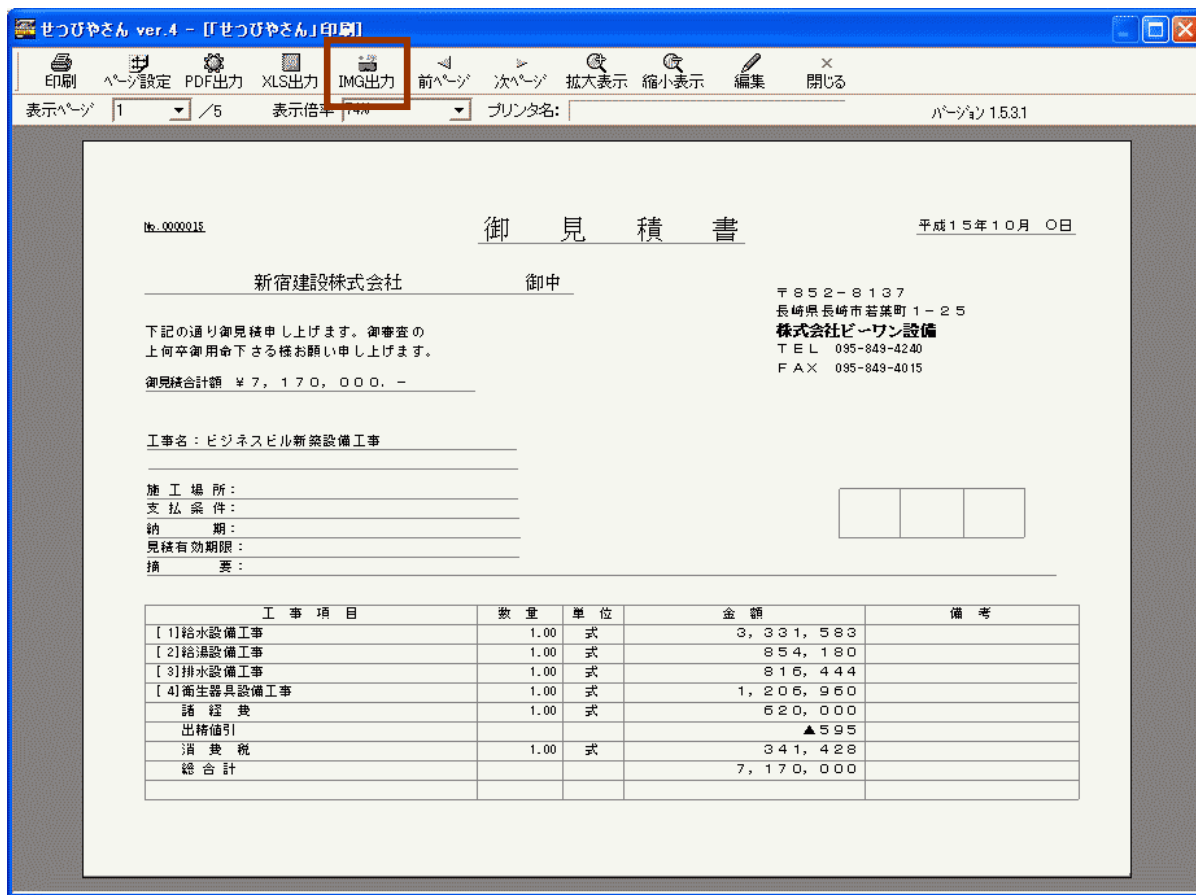 せつびやさん ver.4 - [「せつびやさん」印刷]
印刷 ページ設定 PDF出力 XLS出力 IMG出力 前ページ 次ページ 拡大表示 縮小表示 編集 閉じる
表示ページ 1 /5 表示倍率 74% プリンタ名: バージョン 1.5.3.1
No.0000015 御見積書 平成15年10月 〇日
新宿建設株式会社 御中
〒852-8137
長崎県長崎市若葉町1-25
株式会社ビーワン設備
TEL 095-849-4240
FAX 095-849-4015
下記の通り御見積申し上げます。御審査の
上何卒御用命下さる様お願い申し上げます。
御見積合計額 ¥7,170,000.-
工事名:ビジネスビル新築設備工事
施工場所:
支払条件:
納期:
見積有効期限:
摘要:
工事項目 数量 単位 金額 備考
[ 1]給水設備工事 1.00 式 3,331,583
[ 2]給湯設備工事 1.00 式 854,180
[ 3]排水設備工事 1.00 式 816,444
[ 4]衛生器具設備工事 1.00 式 1,206,960
諸経費 1.00 式 620,000
出精値引 ▲595
消費税 1.00 式 341,428
総合計 7,170,000